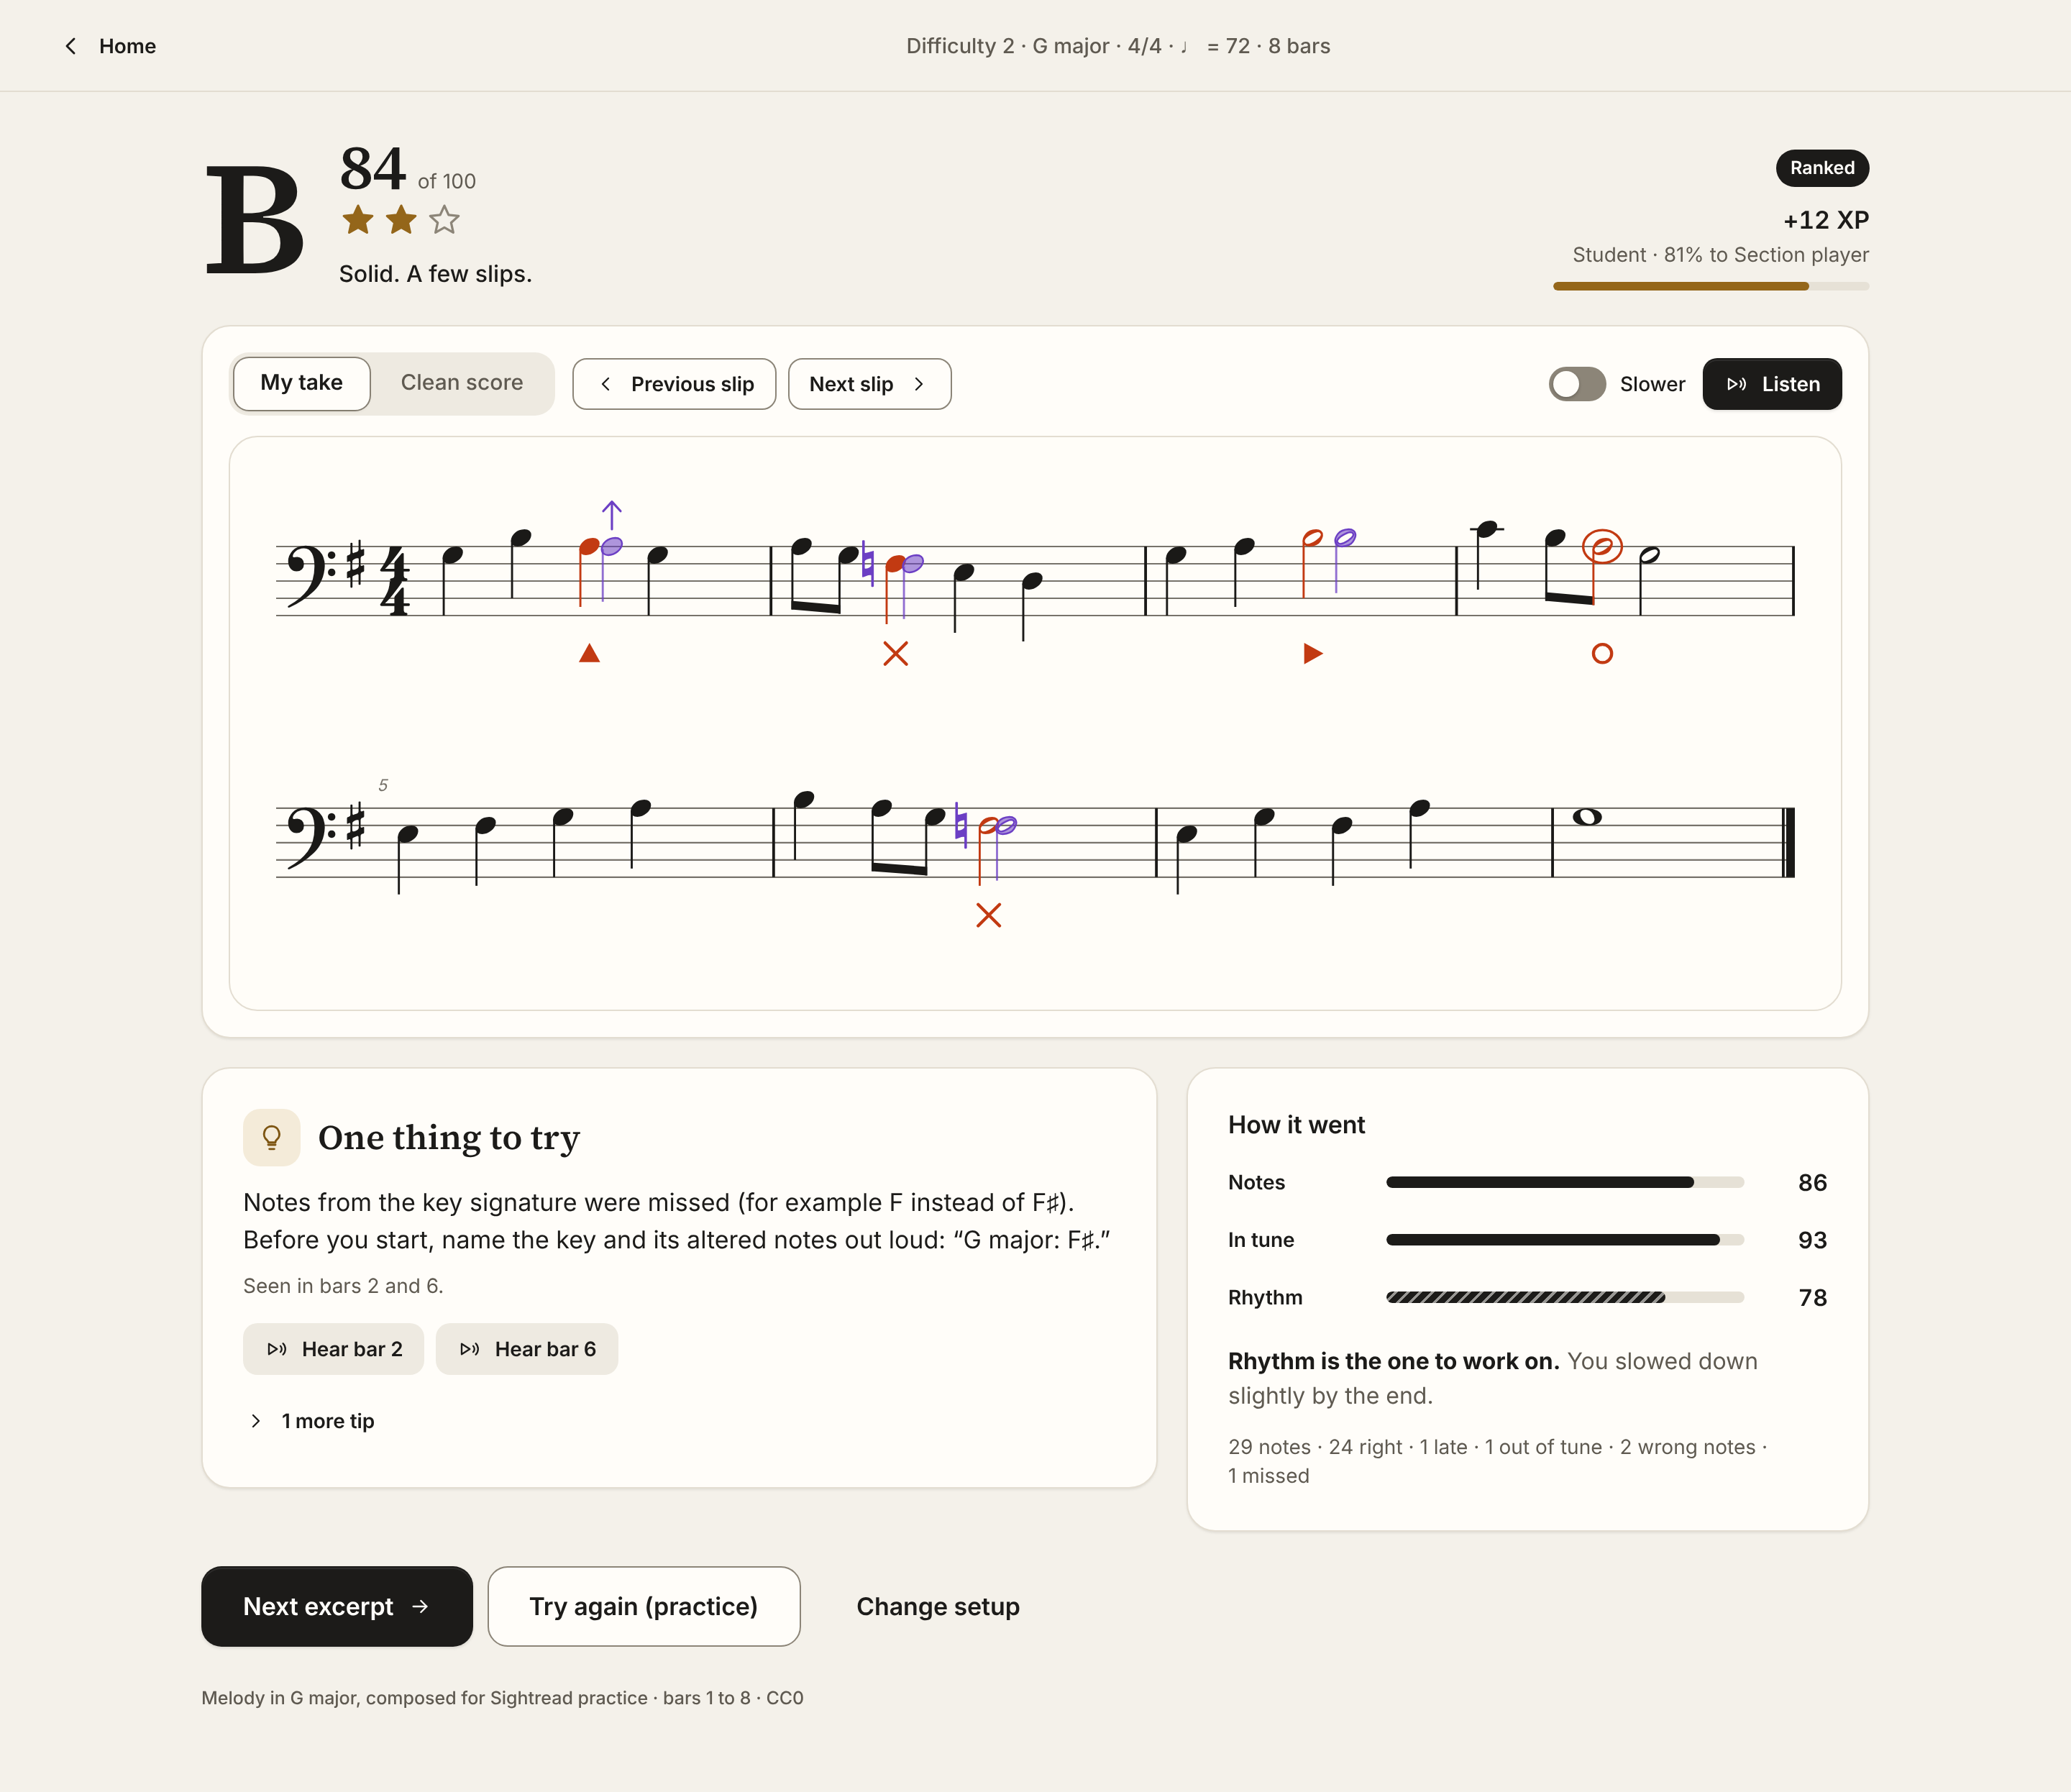 Home
Difficulty 2 · G major · 4/4 · ♩ = 72 · 8 bars
B
84 of 100
Solid. A few slips.
Ranked
+12 XP
Student · 81% to Section player
My take
Clean score
Previous slip
Next slip
Slower
Listen
4
4
5
One thing to try
Notes from the key signature were missed (for example F instead of F♯).
Before you start, name the key and its altered notes out loud: “G major: F♯.”
Seen in bars 2 and 6.
Hear bar 2
Hear bar 6
1 more tip
How it went
Notes 86
In tune 93
Rhythm 78
Rhythm is the one to work on. You slowed down
slightly by the end.
29 notes · 24 right · 1 late · 1 out of tune · 2 wrong notes ·
1 missed
Next excerpt
Try again (practice)
Change setup
Melody in G major, composed for Sightread practice · bars 1 to 8 · CC0